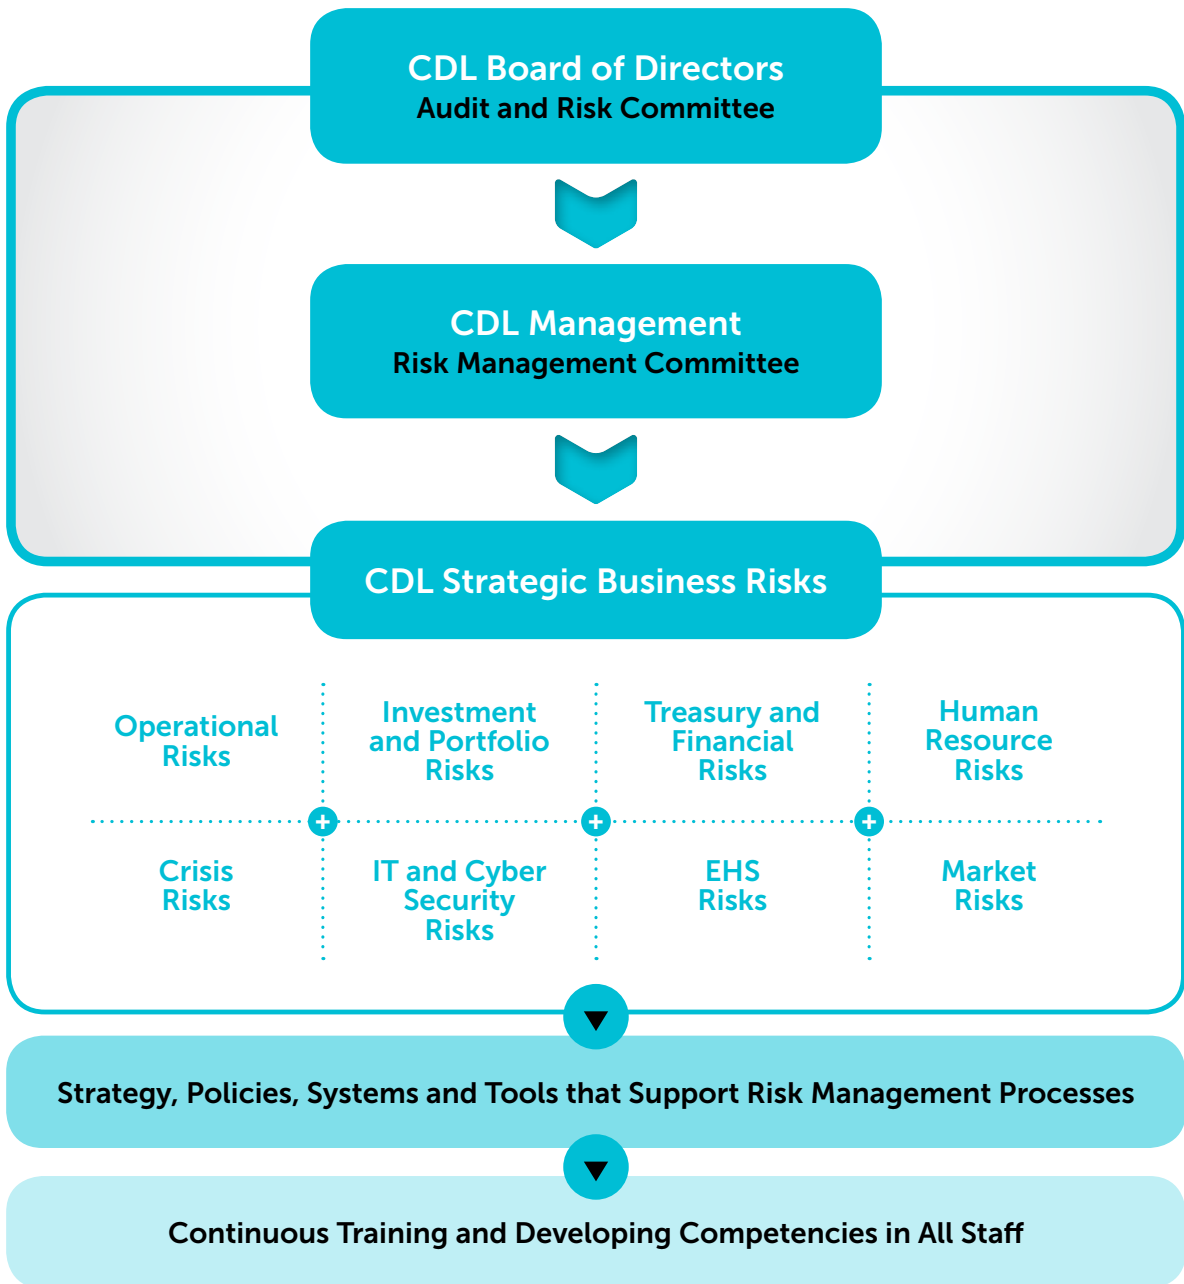 CDL Board of Directors
Audit and Risk Committee
CDL Management
Risk Management Committee
CDL Strategic Business Risks
Operational
Risks
Investment
and Portfolio
Risks
Treasury and
Financial
Risks
Human
Resource
Risks
Crisis
Risks
IT and Cyber
Security
Risks
EHS
Risks
Market
Risks
Strategy, Policies, Systems and Tools that Support Risk Management Processes
Continuous Training and Developing Competencies in All Staff